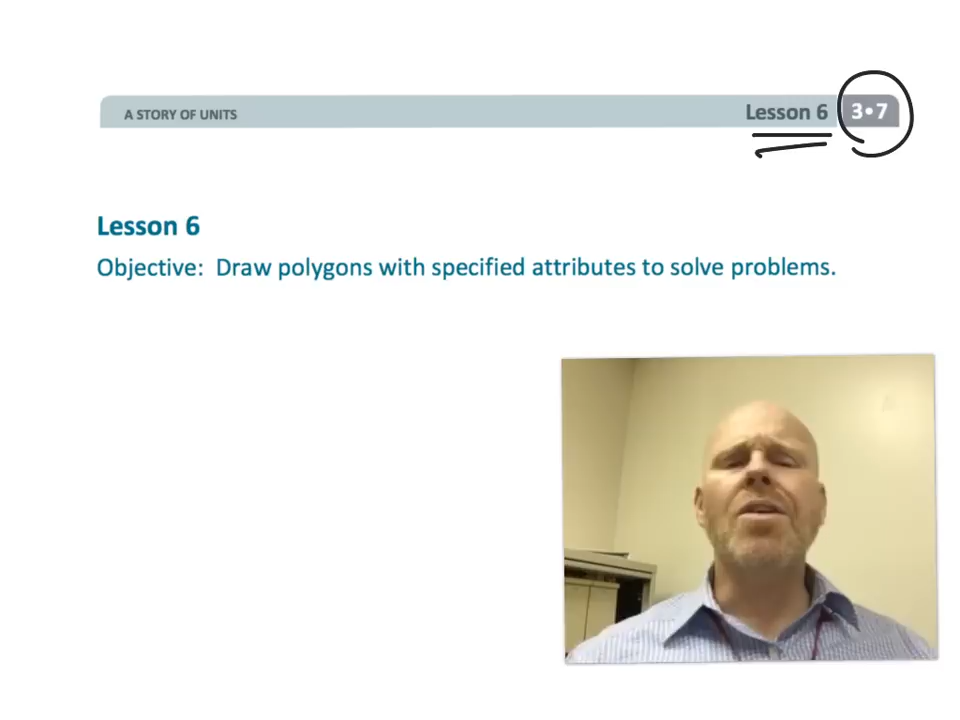 A STORY OF UNITS
Lesson 6 3•7
Lesson 6
Objective: Draw polygons with specified attributes to solve problems.